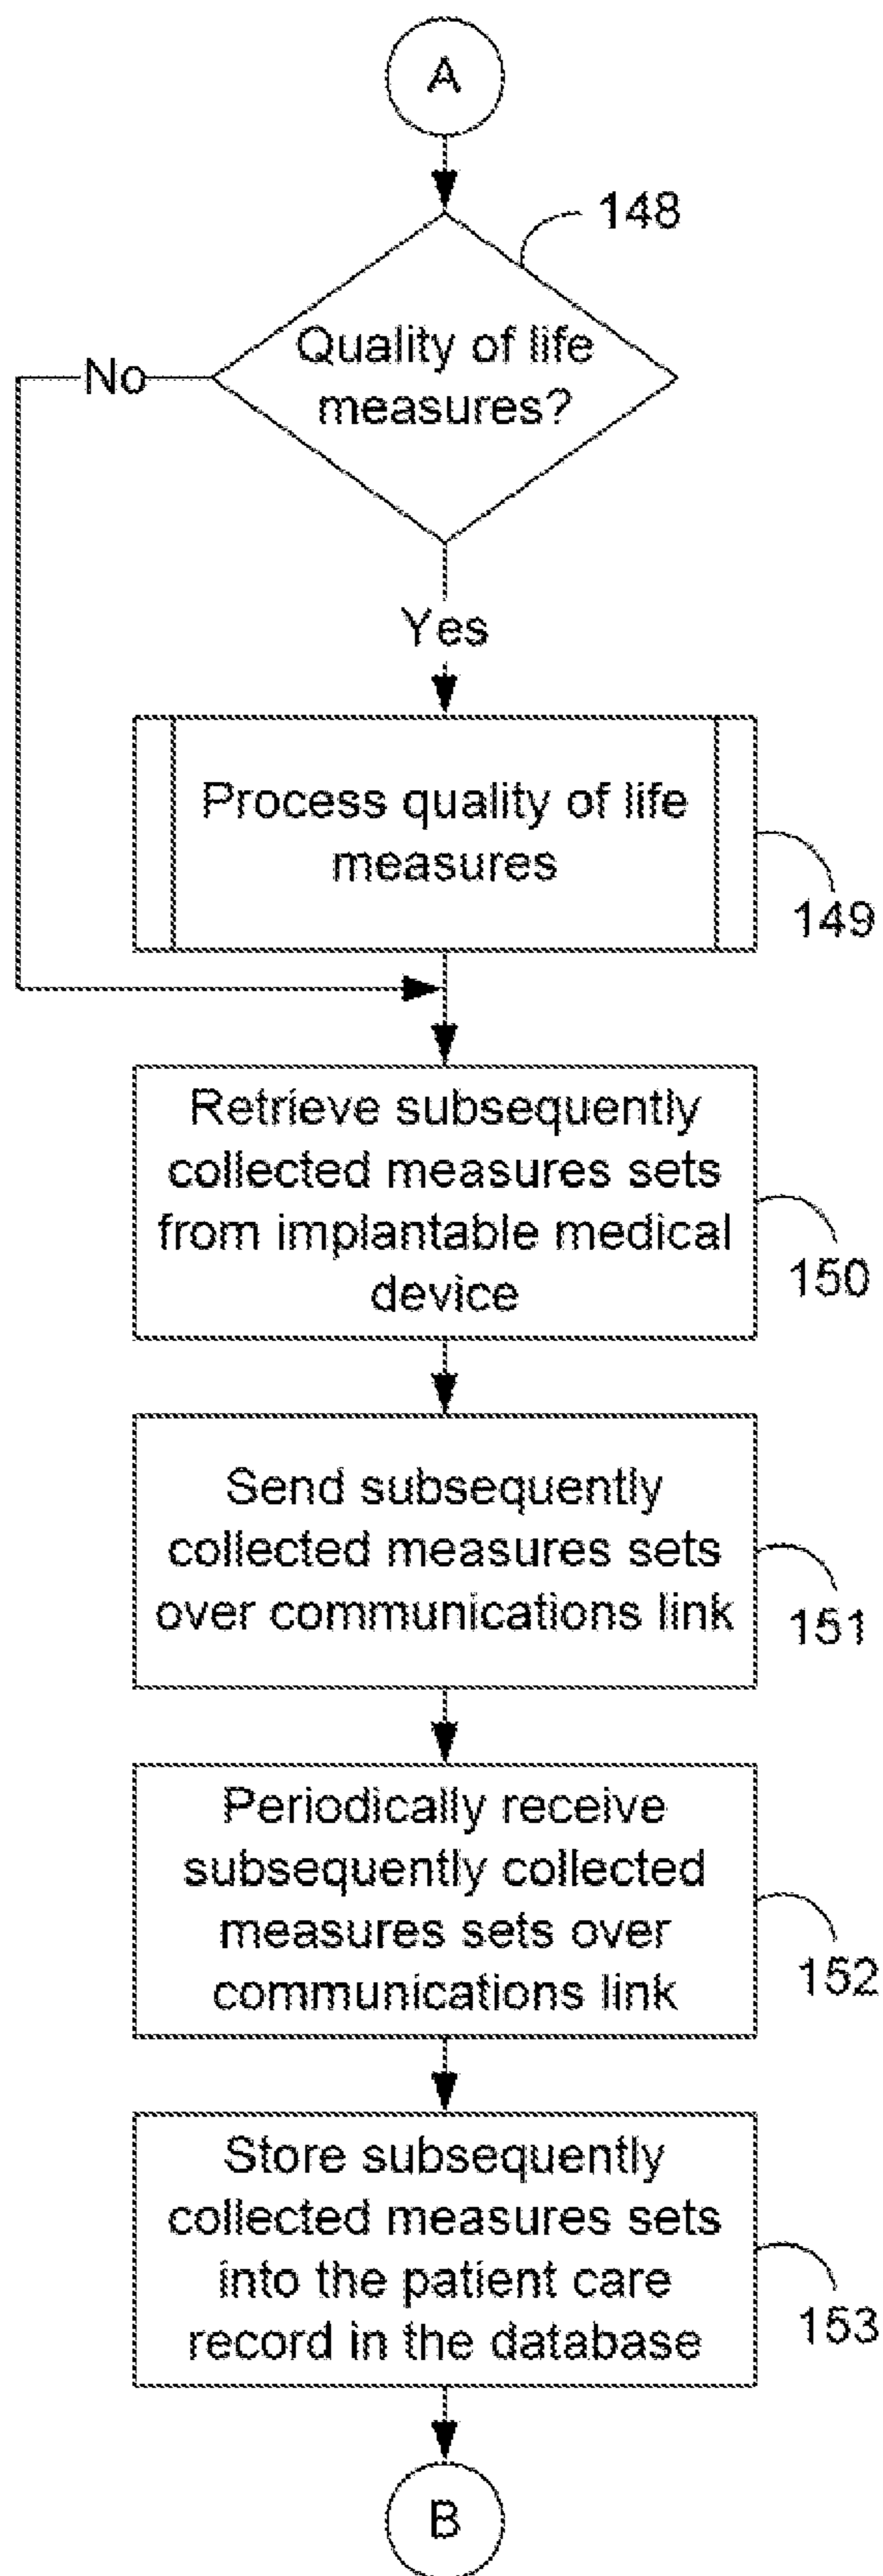 A
148
Quality of life
measures?
No
Yes
Process quality of life
measures
149
Retrieve subsequently
collected measures sets
from implantable medical
device
150
Send subsequently
collected measures sets
over communications link
151
Periodically receive
subsequently collected
measures sets over
communications link
152
Store subsequently
collected measures sets
into the patient care
record in the database
153
B